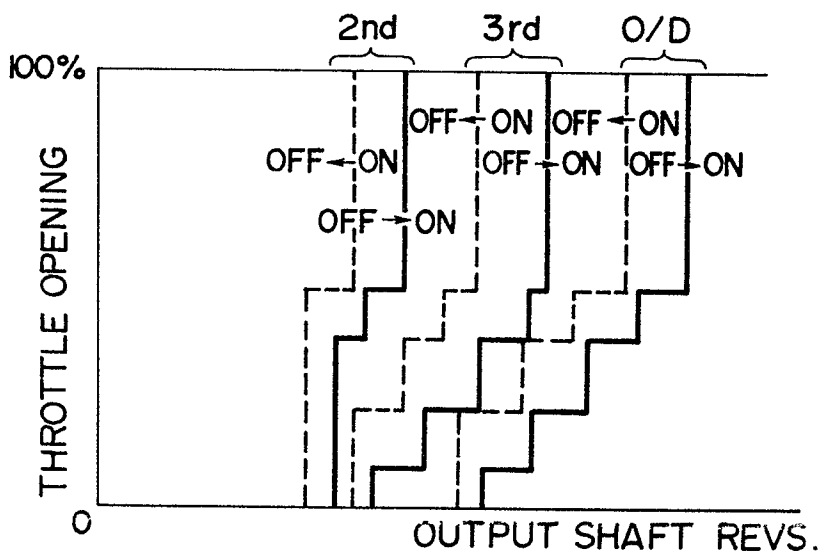 2nd 3rd O/D
100%
OFF ← ON OFF ← ON
OFF ← ON OFF → ON OFF → ON
OFF → ON
THROTTLE OPENING
0
OUTPUT SHAFT REVS.